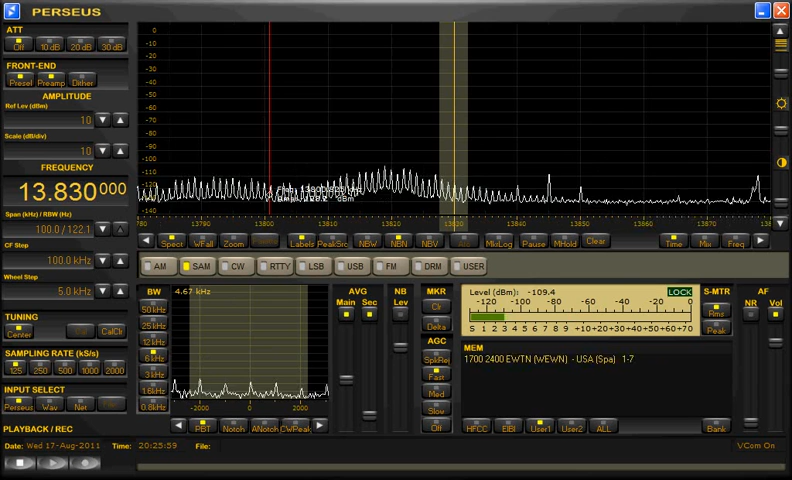 PERSEUS
ATT
Off 10 dB 20 dB 30 dB
FRONT-END
Presel Preamp Dither
AMPLITUDE
Ref Lev (dBm)
10
Scale (dB/div)
10
FREQUENCY
13.830000
Span (kHz) / RBW (Hz)
100.0 / 122.1
CF Step
100.0 kHz
Wheel Step
5.0 kHz
TUNING
Center CalClr
SAMPLING RATE (kS/s)
125 250 500 1000 2000
INPUT SELECT
Perseus Wav Net
PLAYBACK / REC
0
-10
-20
-30
-40
-50
-60
-70
-80
-90
-100
-110
-120
-130
-140
780 13790 13800 13810 13820 13830 13840 13850 13860 13870 138
Spect WFall Zoom Labels PeakSrc NBW NBN NBV MkrLog Pause MHold Clear Time Mix Freq
AM SAM CW RTTY LSB USB FM DRM USER
BW
50 kHz
25 kHz
12 kHz
6 kHz
3 kHz
1.6kHz
0.8kHz
4.67 kHz
-2000 0 2000
PBT Notch ANotch CWPeak
AVG
Main Sec
NB
Lev
MKR
Clr
Delta
AGC
SpkRej
Fast
Med
Slow
Off
Level (dBm): -109.4 LOCK
-120 -100 -80 -60 -40 -20 0
S 1 2 3 4 5 6 7 8 9 +10 +20 +30 +40 +50 +60 +70
S-MTR
Rms
Peak
AF
NR Vol
MEM
1700 2400 EWTN (WEWN) - USA (Spa) 1-7
HFCC EIBI User1 User2 ALL Bank
Date: Wed 17-Aug-2011 Time: 20:25:59 File: VCom On